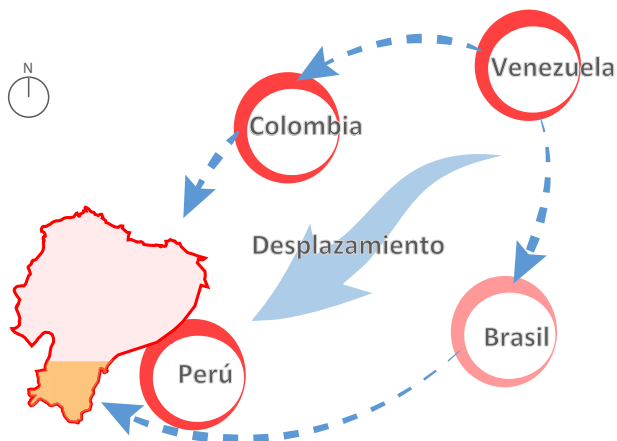 Venezuela
N
Colombia
Desplazamiento
Brasil
Perú